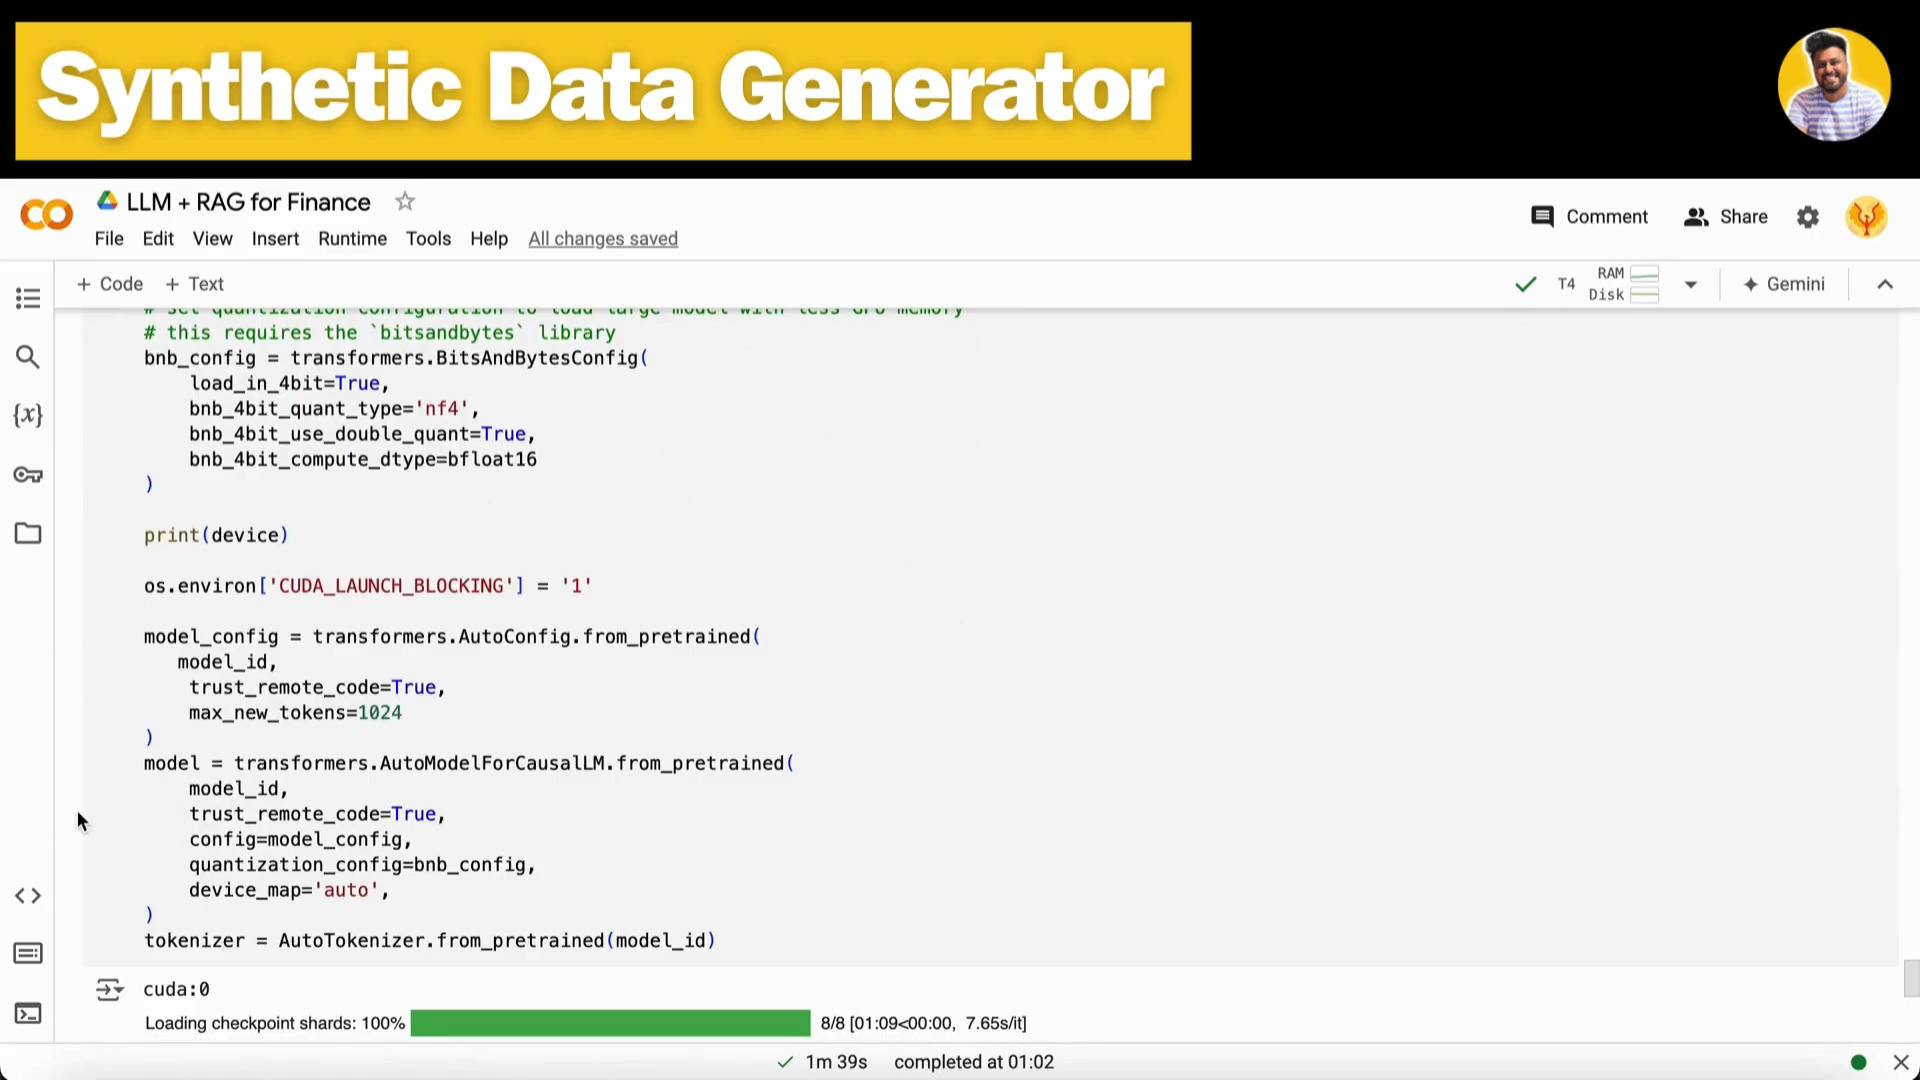 Synthetic Data Generator
LLM + RAG for Finance
Comment
Share
File Edit View Insert Runtime Tools Help All changes saved
+ Code + Text
T4
RAM
Disk
Gemini
# set quantization configuration to load large model with less GPU memory
# this requires the `bitsandbytes` library
bnb_config = transformers.BitsAndBytesConfig(
load_in_4bit=True,
bnb_4bit_quant_type='nf4',
bnb_4bit_use_double_quant=True,
bnb_4bit_compute_dtype=bfloat16
)
print(device)
os.environ['CUDA_LAUNCH_BLOCKING'] = '1'
model_config = transformers.AutoConfig.from_pretrained(
model_id,
trust_remote_code=True,
max_new_tokens=1024
)
model = transformers.AutoModelForCausalLM.from_pretrained(
model_id,
trust_remote_code=True,
config=model_config,
quantization_config=bnb_config,
device_map='auto',
)
tokenizer = AutoTokenizer.from_pretrained(model_id)
cuda:0
Loading checkpoint shards: 100% 8/8 [01:09<00:00, 7.65s/it]
1m 39s completed at 01:02